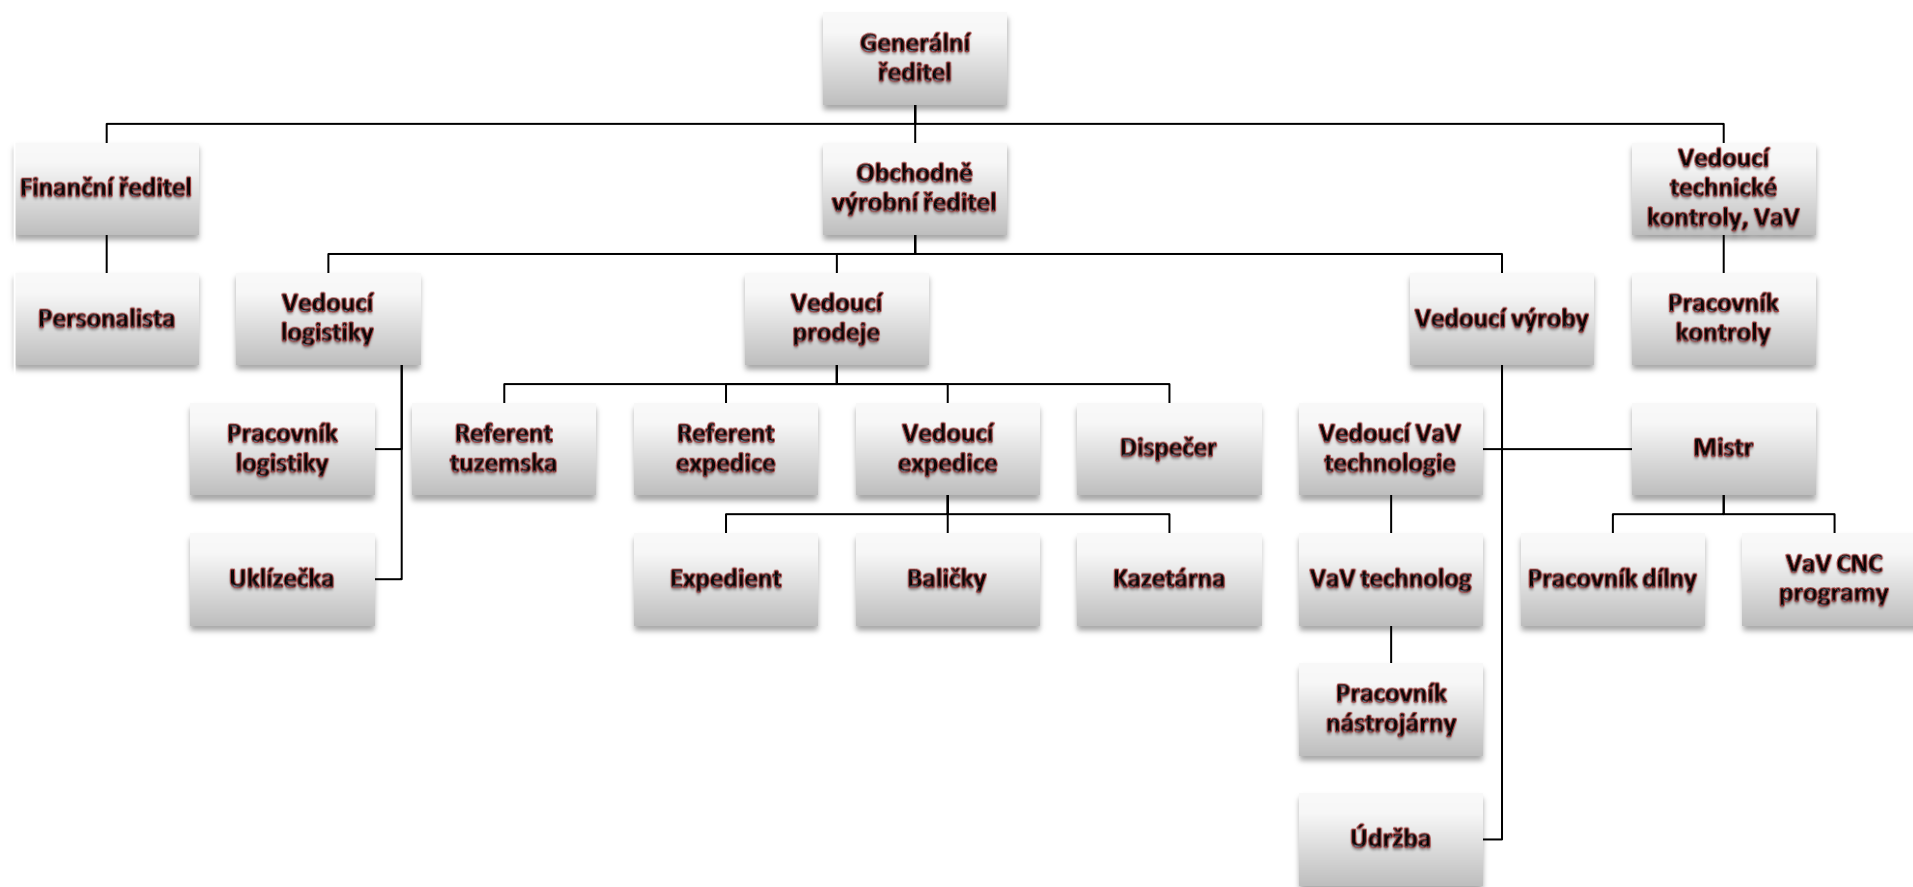 Generální
ředitel
Finanční ředitel
Obchodně
výrobní ředitel
Vedoucí
technické
kontroly, VaV
Personalista
Vedoucí
logistiky
Vedoucí
prodeje
Vedoucí výroby
Pracovník
kontroly
Pracovník
logistiky
Referent
tuzemska
Referent
expedice
Vedoucí
expedice
Dispečer
Vedoucí VaV
technologie
Mistr
Uklízečka
Expedient
Baličky
Kazetárna
VaV technolog
Pracovník dílny
VaV CNC
programy
Pracovník
nástrojárny
Údržba